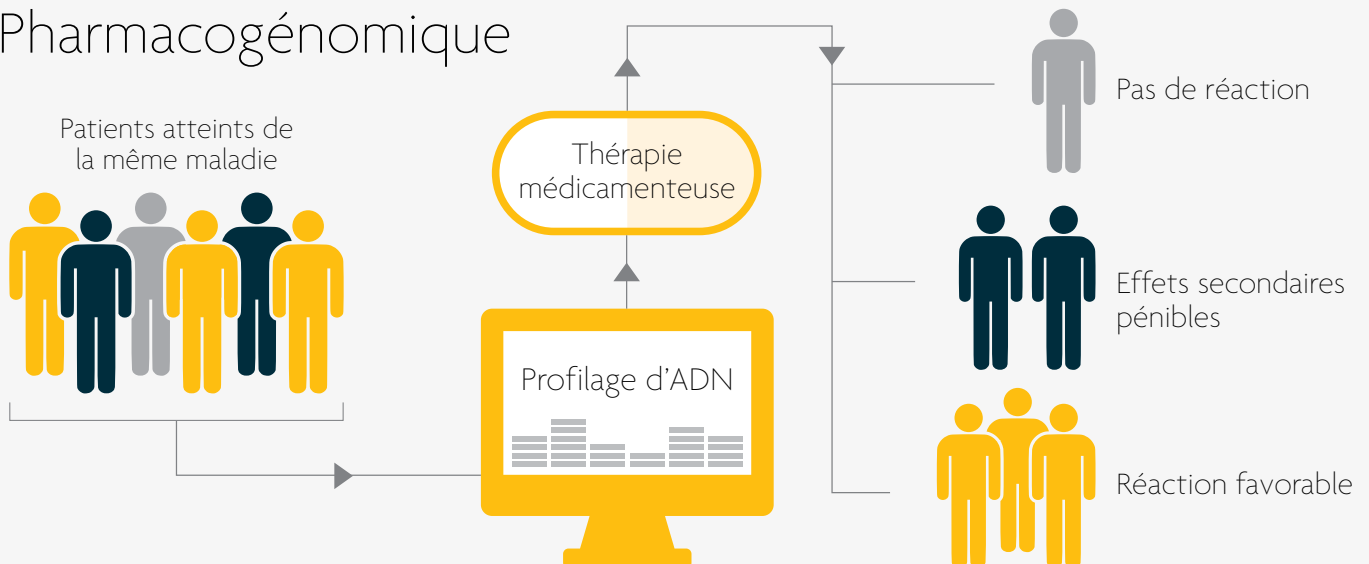 Pharmacogénomique
Patients atteints de
la même maladie
Thérapie
médicamenteuse
Profilage d'ADN
Pas de réaction
Effets secondaires
pénibles
Réaction favorable